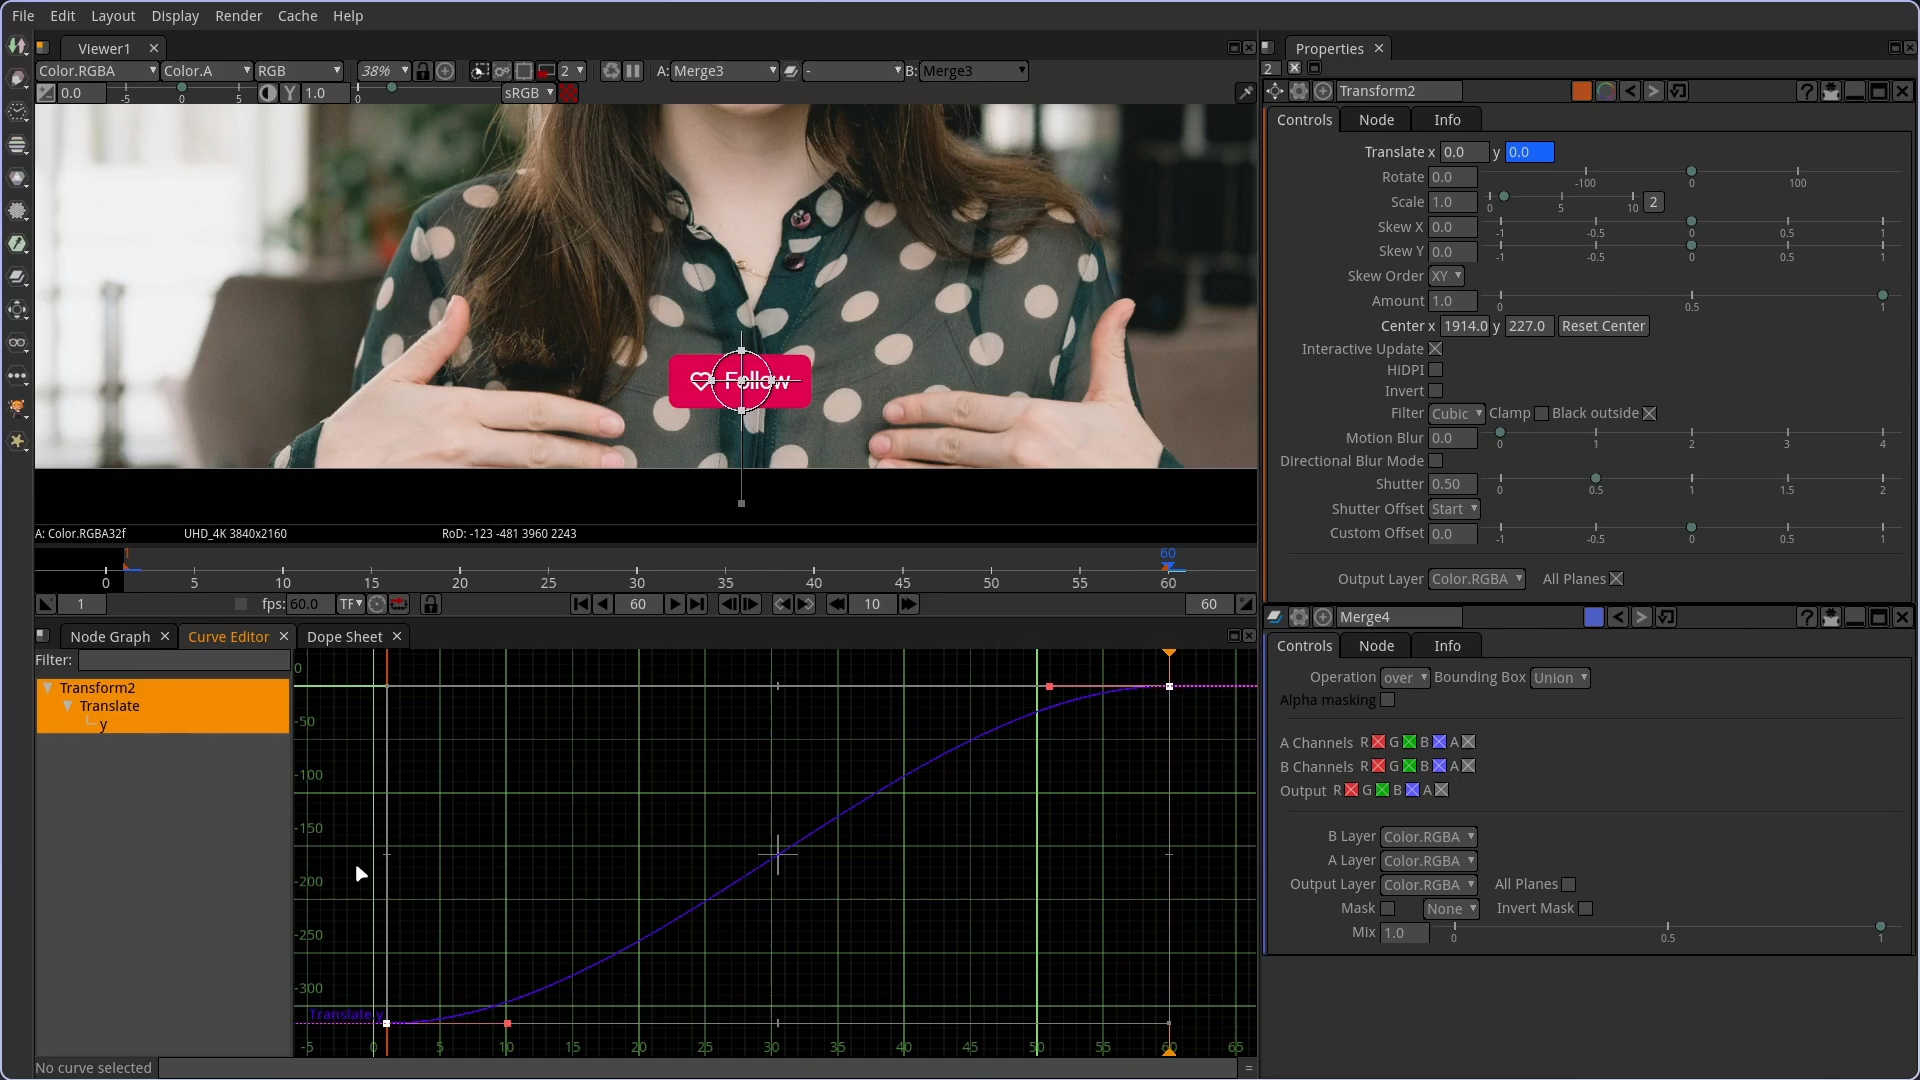 File Edit Layout Display Render Cache Help
Viewer1
Color.RGBA Color.A RGB 38% 2 A: Merge3 - B: Merge3
0.0 -5 0 5 Y 1.0 0 sRGB
Follow
A: Color.RGBA32f UHD_4K 3840x2160 RoD: -123 -481 3960 2243
1 60
0 5 10 15 20 25 30 35 40 45 50 55 60
1 fps: 60.0 TF 60 10 60
Node Graph Curve Editor Dope Sheet
Filter:
Transform2
Translate
y
0
-50
-100
-150
-200
-250
-300
Translate.y
-5 0 5 10 15 20 25 30 35 40 45 50 55 60 65
No curve selected =
Properties
2
Transform2 ?
Controls Node Info
Translate x 0.0 y 0.0
Rotate 0.0 -100 0 100
Scale 1.0 0 5 10 2
Skew X 0.0 -1 -0.5 0 0.5 1
Skew Y 0.0 -1 -0.5 0 0.5 1
Skew Order XY
Amount 1.0 0 0.5 1
Center x 1914.0 y 227.0 Reset Center
Interactive Update
HiDPI
Invert
Filter Cubic Clamp Black outside
Motion Blur 0.0 0 1 2 3 4
Directional Blur Mode
Shutter 0.50 0 0.5 1 1.5 2
Shutter Offset Start
Custom Offset 0.0 -1 -0.5 0 0.5 1
Output Layer Color.RGBA All Planes
Merge4 ?
Controls Node Info
Operation over Bounding Box Union
Alpha masking
A Channels R G B A
B Channels R G B A
Output R G B A
B Layer Color.RGBA
A Layer Color.RGBA
Output Layer Color.RGBA All Planes
Mask None Invert Mask
Mix 1.0 0 0.5 1